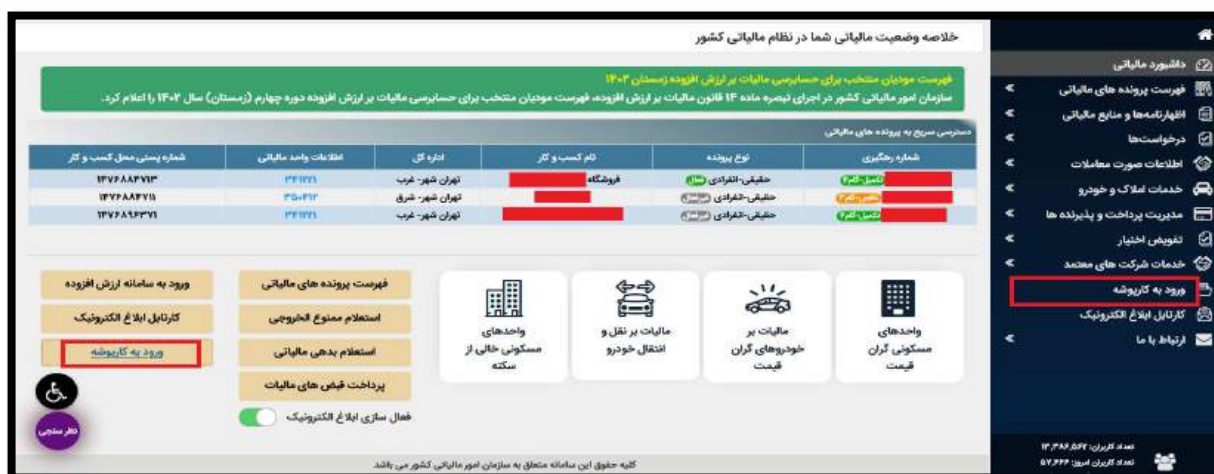 خلاصه وضعیت مالیاتی شما در نظام مالیاتی کشور
داشبورد مالیاتی
فهرست پرونده های مالیاتی
اظهارنامه‌ها و منابع مالیاتی
درخواست‌ها
اطلاعات صورت معاملات
خدمات املاک و خودرو
مدیریت پرداخت و پذیرنده ها
تفویض اختیار
خدمات شرکت های معتمد
ورود به کارپوشه
کارتابل ابلاغ الکترونیک
ارتباط با ما
تعداد کاربران: ۱۳,۳۸۶,۵۶۲
تعداد کاربران امروز: ۵۷,۶۶۶
فهرست مودیان منتخب برای حسابرسی مالیات بر ارزش افزوده زمستان ۱۴۰۲
سازمان امور مالیاتی کشور در اجرای تبصره ماده ۱۴ قانون مالیات بر ارزش افزوده، فهرست مودیان منتخب برای حسابرسی مالیات بر ارزش افزوده دوره چهارم (زمستان) سال ۱۴۰۲ را اعلام کرد.
دسترسی سریع به پرونده های مالیاتی
شماره رهگیری نوع پرونده نام کسب و کار اداره کل اطلاعات واحد مالیاتی شماره پستی محل کسب و کار
حقیقی-انفرادی فعال فروشگاه تهران شهر- غرب
حقیقی-انفرادی تهران شهر- شرق
حقیقی-انفرادی تهران شهر- غرب
واحدهای مسکونی گران قیمت
مالیات بر خودروهای گران قیمت
مالیات بر نقل و انتقال خودرو
واحدهای مسکونی خالی از سکنه
فهرست پرونده های مالیاتی
استعلام ممنوع الخروجی
استعلام بدهی مالیاتی
پرداخت قبض های مالیات
فعال سازی ابلاغ الکترونیک
ورود به سامانه ارزش افزوده
کارتابل ابلاغ الکترونیک
ورود به کارپوشه
نظر سنجی
کلیه حقوق این سامانه متعلق به سازمان امور مالیاتی کشور می باشد